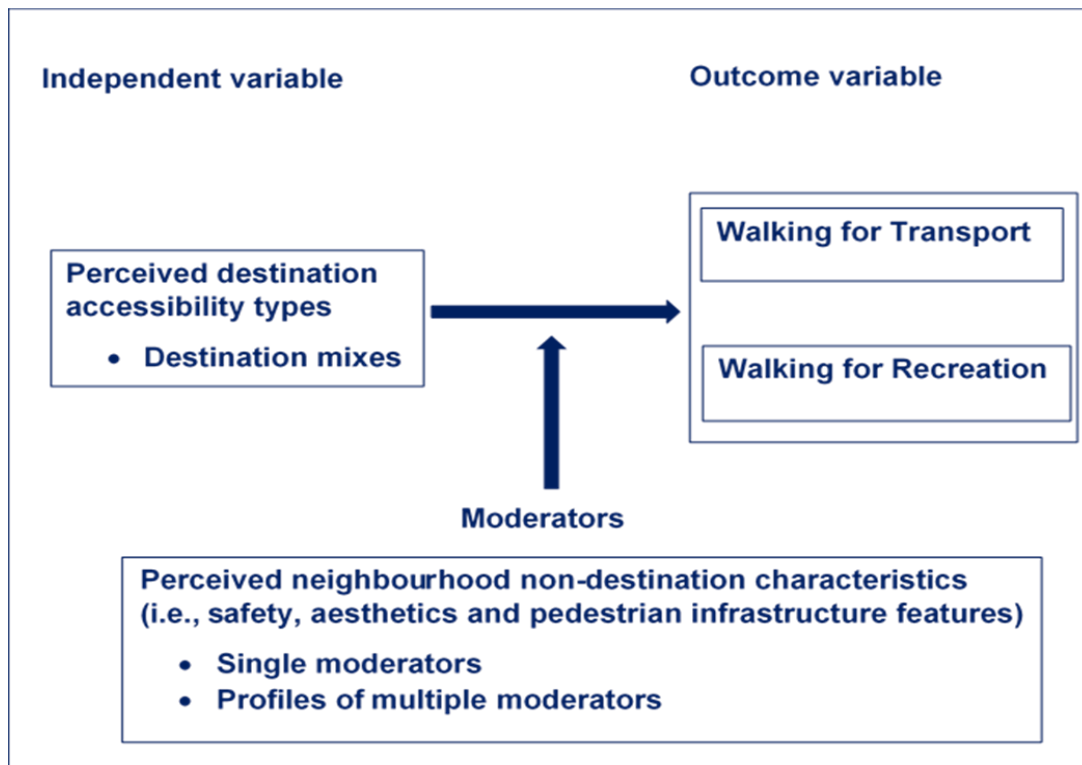 Independent variable
Outcome variable
Perceived destination
accessibility types
• Destination mixes
Walking for Transport
Walking for Recreation
Moderators
Perceived neighbourhood non-destination characteristics
(i.e., safety, aesthetics and pedestrian infrastructure features)
• Single moderators
• Profiles of multiple moderators